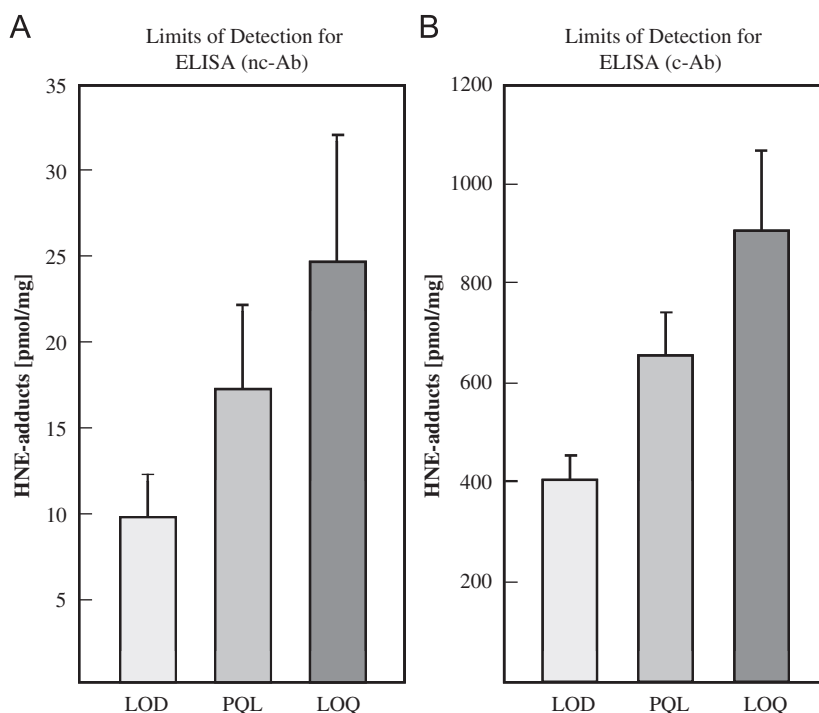 A
Limits of Detection for
ELISA (nc-Ab)
35
30
25
20
15
10
5
HNE-adducts [pmol/mg]
LOD PQL LOQ
B
Limits of Detection for
ELISA (c-Ab)
1200
1000
800
600
400
200
HNE-adducts [pmol/mg]
LOD PQL LOQ